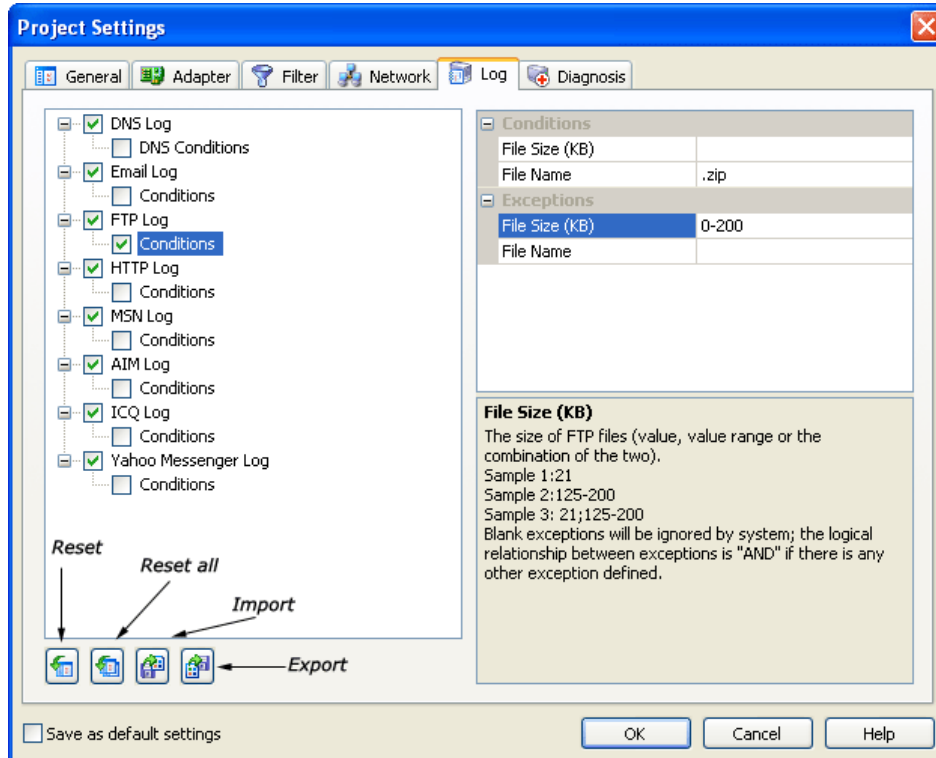 Project Settings
General
Adapter
Filter
Network
Log
Diagnosis
DNS Log
DNS Conditions
Email Log
Conditions
FTP Log
Conditions
HTTP Log
Conditions
MSN Log
Conditions
AIM Log
Conditions
ICQ Log
Conditions
Yahoo Messenger Log
Conditions
Reset
Reset all
Import
Export
Conditions
File Size (KB)
File Name .zip
Exceptions
File Size (KB) 0-200
File Name
File Size (KB)
The size of FTP files (value, value range or the
combination of the two).
Sample 1:21
Sample 2:125-200
Sample 3: 21;125-200
Blank exceptions will be ignored by system; the logical
relationship between exceptions is "AND" if there is any
other exception defined.
Save as default settings
OK
Cancel
Help